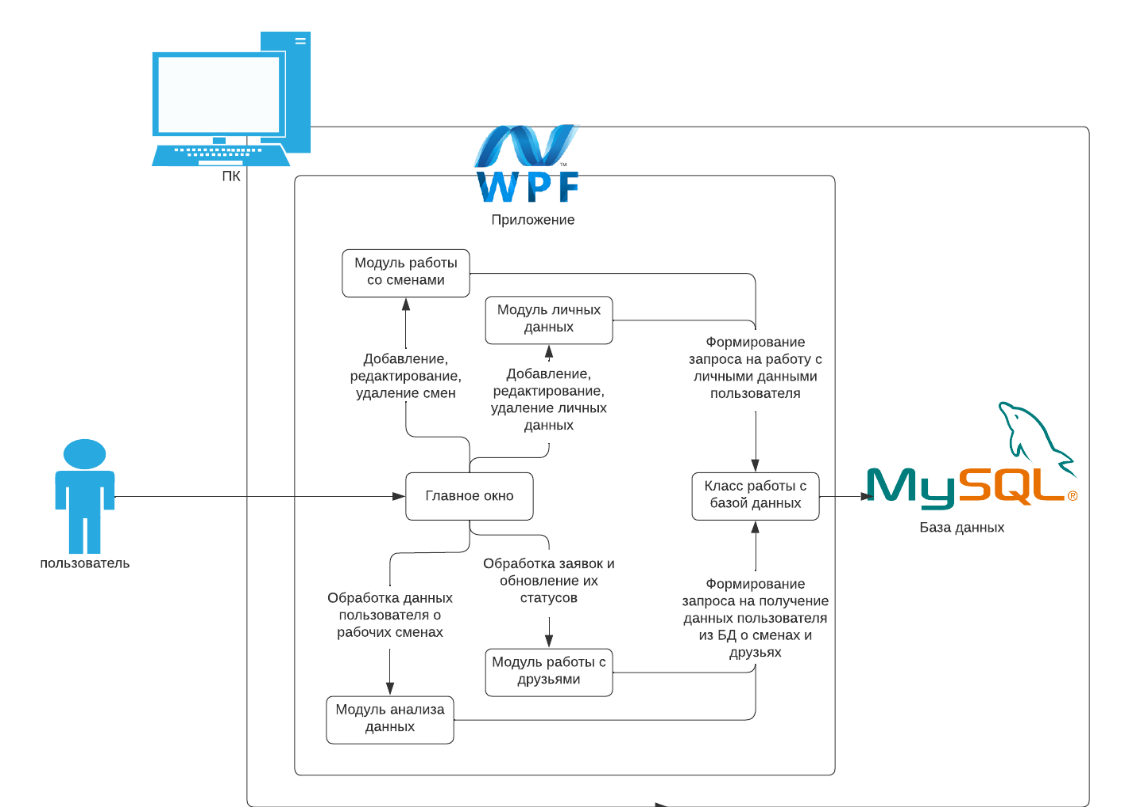 ПК
WPF
™
Приложение
Модуль работы
со сменами
Модуль личных
данных
Добавление,
редактирование,
удаление смен
Добавление,
редактирование,
удаление личных
данных
Формирование
запроса на работу с
личными данными
пользователя
Главное окно
Класс работы с
базой данных
MySQL®
База данных
пользователь
Обработка данных
пользователя о
рабочих сменах
Обработка заявок и
обновление их
статусов
Формирование
запроса на получение
данных пользователя
из БД о сменах и
друзьях
Модуль работы с
друзьями
Модуль анализа
данных